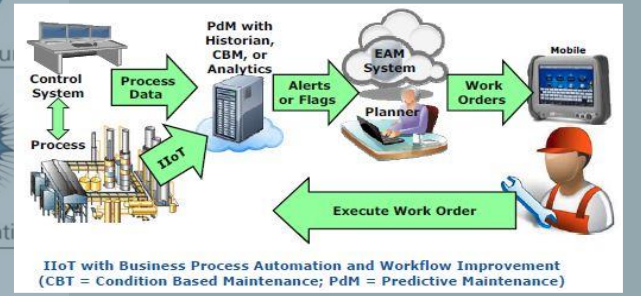 Control
System
Process
Process
Data
IIoT
PdM with
Historian,
CBM, or
Analytics
Alerts
or Flags
EAM
System
Planner
Work
Orders
Mobile
Execute Work Order
IIoT with Business Process Automation and Workflow Improvement
(CBT = Condition Based Maintenance; PdM = Predictive Maintenance)